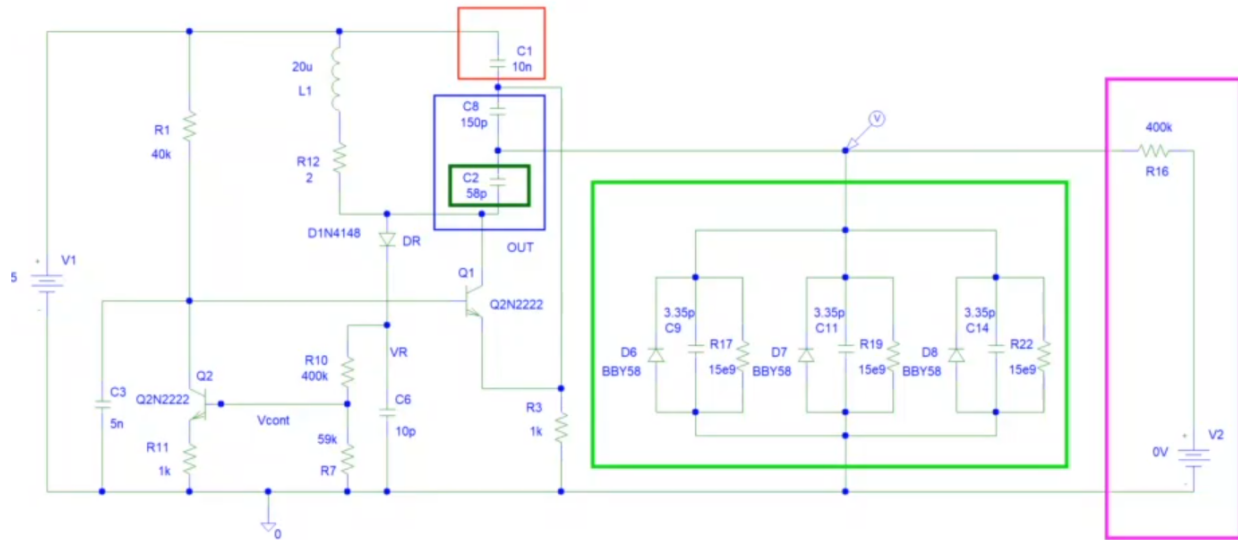 C1
10n
20u
L1
C8
150p
V
400k
R16
R1
40k
R12
2
C2
58p
D1N4148
DR
OUT
V1
5
Q1
Q2N2222
3.35p
C9
R17
15e9
D6
BBY58
3.35p
C11
R19
15e9
D7
BBY58
3.35p
C14
R22
15e9
D8
BBY58
VR
R10
400k
Q2
Q2N2222
C3
5n
Vcont
C6
10p
R3
1k
R11
1k
59k
R7
V2
0V
0